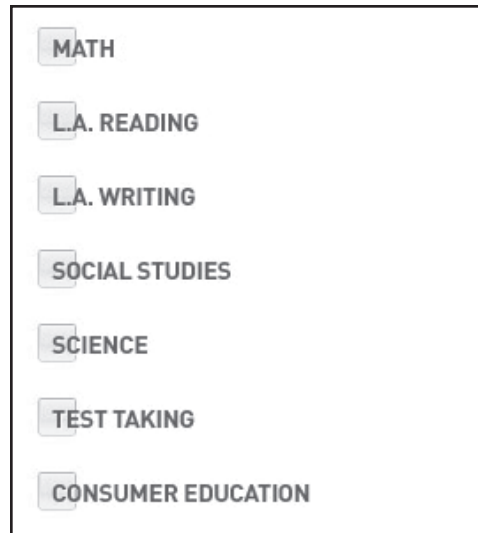 MATH
L.A. READING
L.A. WRITING
SOCIAL STUDIES
SCIENCE
TEST TAKING
CONSUMER EDUCATION